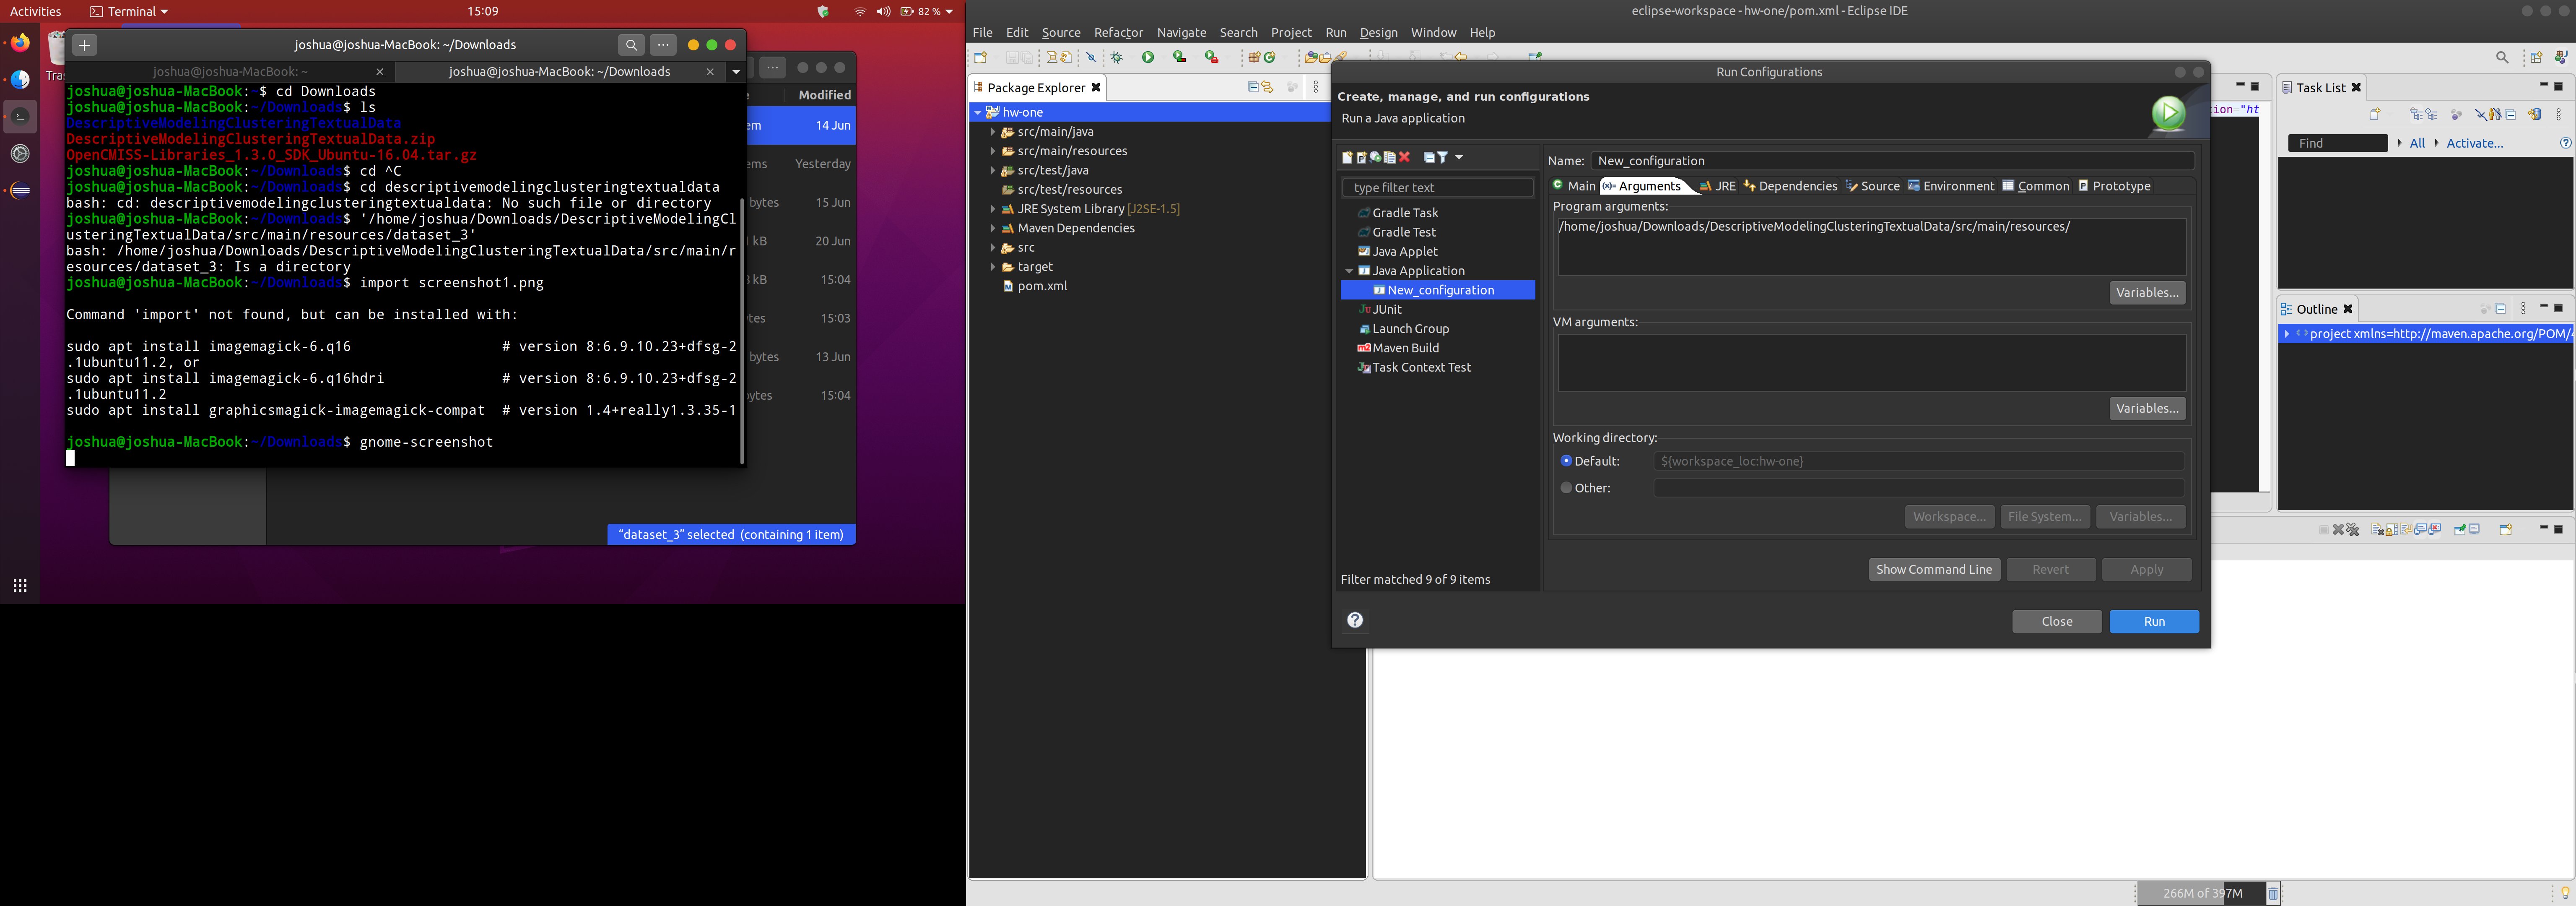 Activities
Terminal
15:09
82 %
Tra
joshua@joshua-MacBook: ~/Downloads
joshua@joshua-MacBook: ~
joshua@joshua-MacBook: ~/Downloads
joshua@joshua-MacBook:~$ cd Downloads
joshua@joshua-MacBook:~/Downloads$ ls
DescriptiveModelingClusteringTextualData
DescriptiveModelingClusteringTextualData.zip
OpenCMISS-Libraries_1.3.0_SDK_Ubuntu-16.04.tar.gz
joshua@joshua-MacBook:~/Downloads$ cd ^C
joshua@joshua-MacBook:~/Downloads$ cd descriptivemodelingclusteringtextualdata
bash: cd: descriptivemodelingclusteringtextualdata: No such file or directory
joshua@joshua-MacBook:~/Downloads$ '/home/joshua/Downloads/DescriptiveModelingCl
usteringTextualData/src/main/resources/dataset_3'
bash: /home/joshua/Downloads/DescriptiveModelingClusteringTextualData/src/main/r
esources/dataset_3: Is a directory
joshua@joshua-MacBook:~/Downloads$ import screenshot1.png
Command 'import' not found, but can be installed with:
sudo apt install imagemagick-6.q16 # version 8:6.9.10.23+dfsg-2
.1ubuntu11.2, or
sudo apt install imagemagick-6.q16hdri # version 8:6.9.10.23+dfsg-2
.1ubuntu11.2
sudo apt install graphicsmagick-imagemagick-compat # version 1.4+really1.3.35-1
joshua@joshua-MacBook:~/Downloads$ gnome-screenshot
e Modified
em 14 Jun
ems Yesterday
bytes 15 Jun
kB 20 Jun
kB 15:04
tes 15:03
bytes 13 Jun
ytes 15:04
"dataset_3" selected (containing 1 item)
eclipse-workspace - hw-one/pom.xml - Eclipse IDE
File Edit Source Refactor Navigate Search Project Run Design Window Help
Package Explorer
hw-one
src/main/java
src/main/resources
src/test/java
src/test/resources
JRE System Library [J2SE-1.5]
Maven Dependencies
src
target
pom.xml
Run Configurations
Create, manage, and run configurations
Run a Java application
type filter text
Gradle Task
Gradle Test
Java Applet
Java Application
New_configuration
JUnit
Launch Group
m2 Maven Build
Task Context Test
Filter matched 9 of 9 items
Name: New_configuration
Main (x)= Arguments JRE Dependencies Source Environment Common Prototype
Program arguments:
/home/joshua/Downloads/DescriptiveModelingClusteringTextualData/src/main/resources/
Variables...
VM arguments:
Variables...
Working directory:
Default: ${workspace_loc:hw-one}
Other:
Workspace... File System... Variables...
Show Command Line Revert Apply
Close Run
ion="ht
Task List
Find All Activate...
Outline
project xmlns=http://maven.apache.org/POM/4
266M of 397M